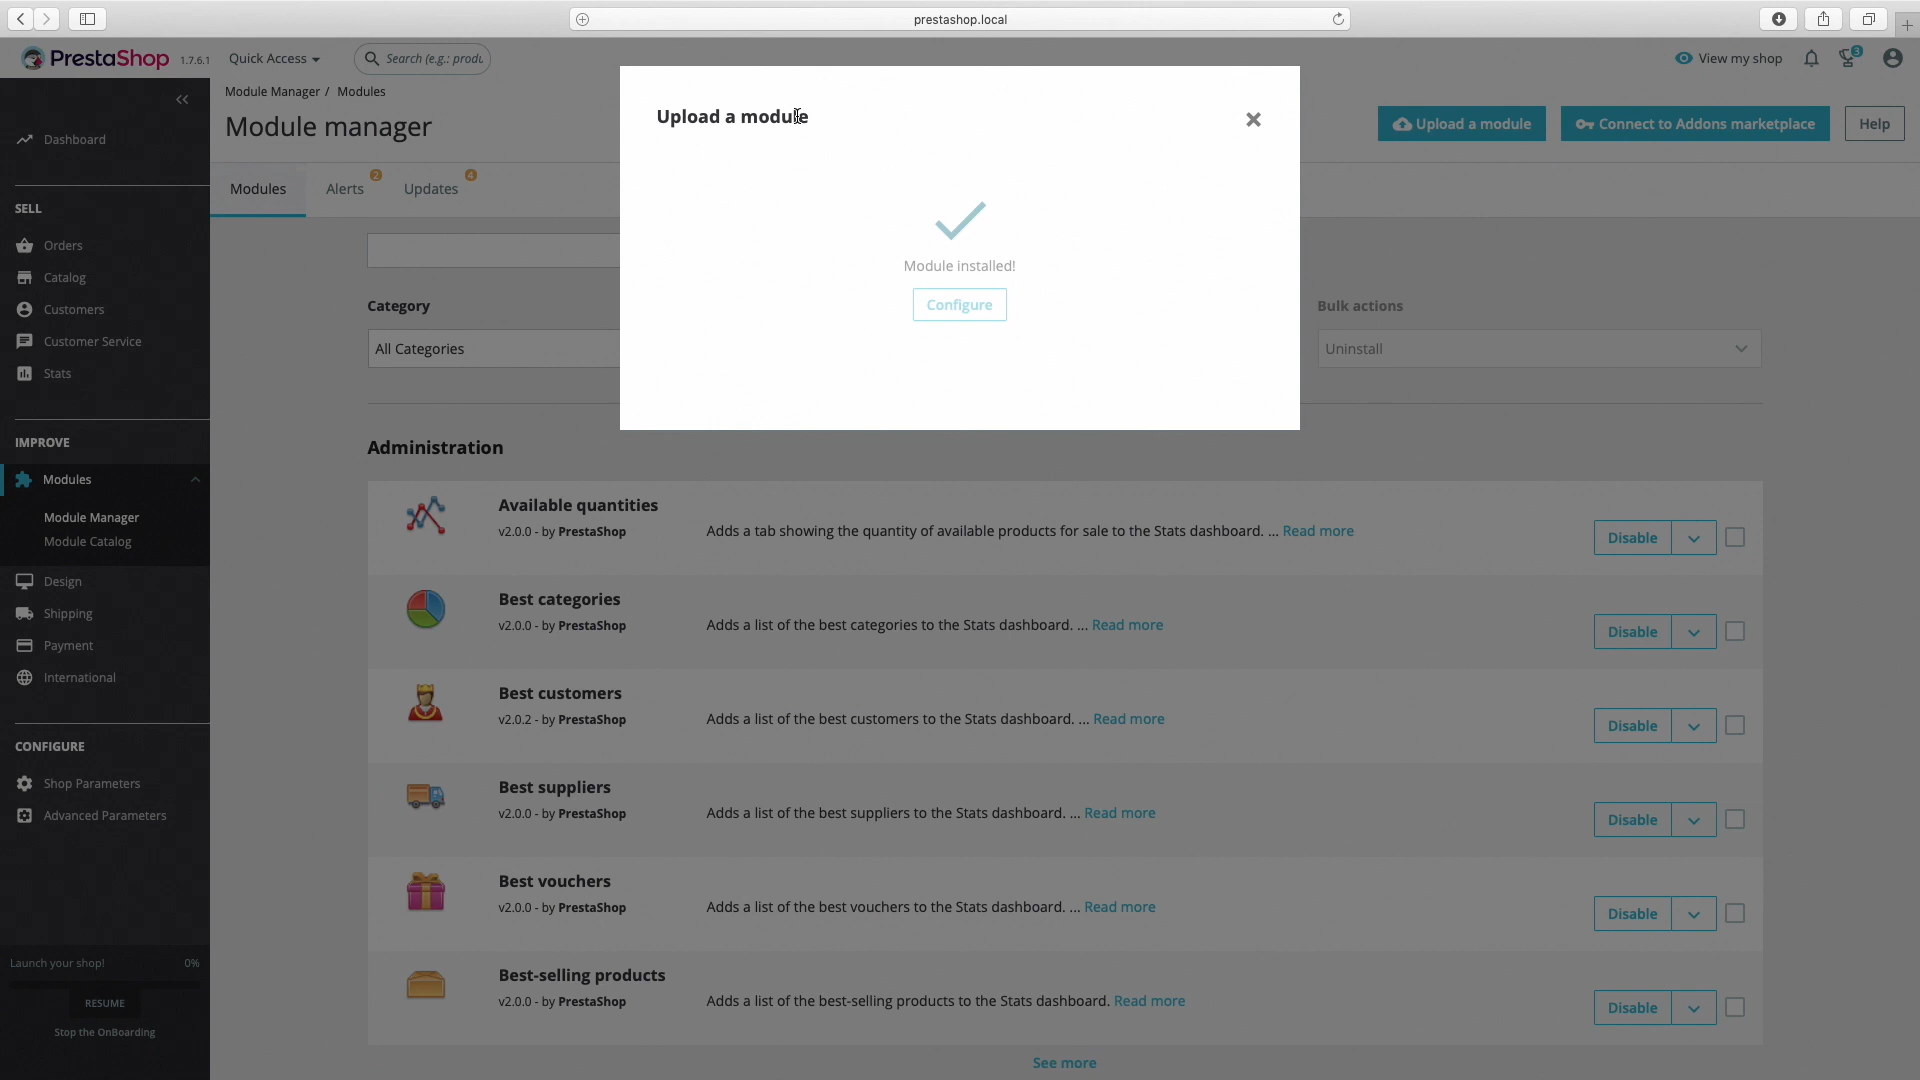 prestashop.local
PrestaShop 1.7.6.1
Quick Access
Search (e.g.: produ
View my shop
3
Module Manager / Modules
Module manager
Upload a module
Connect to Addons marketplace
Help
Modules
Alerts 2
Updates 4
Upload a module
Module installed!
Configure
Dashboard
SELL
Orders
Catalog
Customers
Customer Service
Stats
IMPROVE
Modules
Module Manager
Module Catalog
Design
Shipping
Payment
International
CONFIGURE
Shop Parameters
Advanced Parameters
Launch your shop! 0%
RESUME
Stop the OnBoarding
Category
All Categories
Bulk actions
Uninstall
Administration
Available quantities
v2.0.0 - by PrestaShop
Adds a tab showing the quantity of available products for sale to the Stats dashboard. ... Read more
Disable
Best categories
v2.0.0 - by PrestaShop
Adds a list of the best categories to the Stats dashboard. ... Read more
Disable
Best customers
v2.0.2 - by PrestaShop
Adds a list of the best customers to the Stats dashboard. ... Read more
Disable
Best suppliers
v2.0.0 - by PrestaShop
Adds a list of the best suppliers to the Stats dashboard. ... Read more
Disable
Best vouchers
v2.0.0 - by PrestaShop
Adds a list of the best vouchers to the Stats dashboard. ... Read more
Disable
Best-selling products
v2.0.0 - by PrestaShop
Adds a list of the best-selling products to the Stats dashboard. Read more
Disable
See more